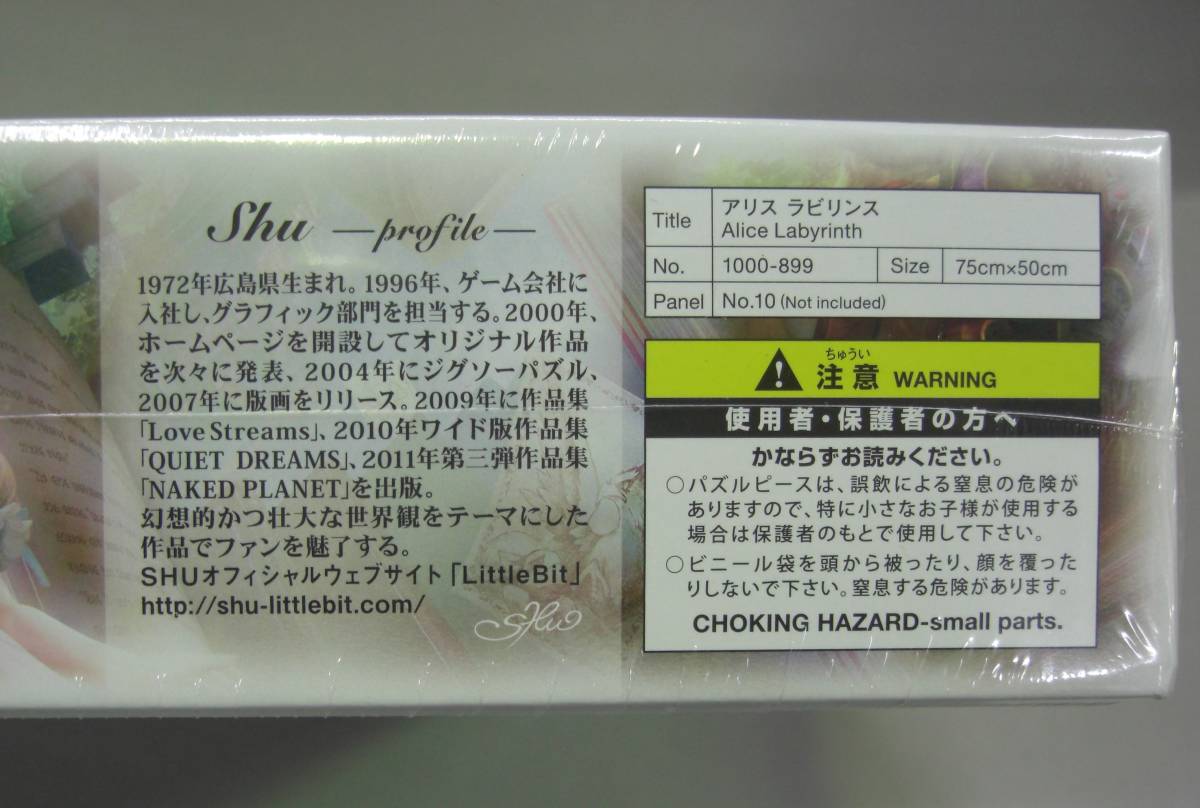 Shu —profile—
1972年広島県生まれ。1996年、ゲーム会社に
入社し、グラフィック部門を担当する。2000年、
ホームページを開設してオリジナル作品
を次々に発表、2004年にジグソーパズル、
2007年に版画をリリース。2009年に作品集
「Love Streams」、2010年ワイド版作品集
「QUIET DREAMS」、2011年第三弾作品集
「NAKED PLANET」を出版。
幻想的かつ壮大な世界観をテーマにした
作品でファンを魅了する。
SHUオフィシャルウェブサイト「LittleBit」
http://shu-littlebit.com/
Shu
Title アリス ラビリンス
Alice Labyrinth
No. 1000-899 Size 75cm×50cm
Panel No.10 (Not included)
ちゅうい
注意 WARNING
使用者・保護者の方へ
かならずお読みください。
○パズルピースは、誤飲による窒息の危険が
ありますので、特に小さなお子様が使用する
場合は保護者のもとで使用して下さい。
○ビニール袋を頭から被ったり、顔を覆った
りしないで下さい。窒息する危険があります。
CHOKING HAZARD-small parts.